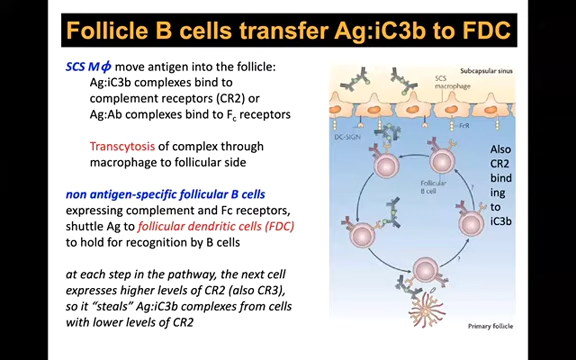 Follicle B cells transfer Ag:iC3b to FDC
SCS Mϕ move antigen into the follicle:
Ag:iC3b complexes bind to
complement receptors (CR2) or
Ag:Ab complexes bind to Fc receptors
Transcytosis of complex through
macrophage to follicular side
non antigen-specific follicular B cells
expressing complement and Fc receptors,
shuttle Ag to follicular dendritic cells (FDC)
to hold for recognition by B cells
at each step in the pathway, the next cell
expresses higher levels of CR2 (also CR3),
so it “steals” Ag:iC3b complexes from cells
with lower levels of CR2
Subcapsular sinus
SCS
macrophage
DC-SIGN
FcR
Follicular
B cell
?
?
Primary follicle
Also
CR2
bind
ing
to
iC3b